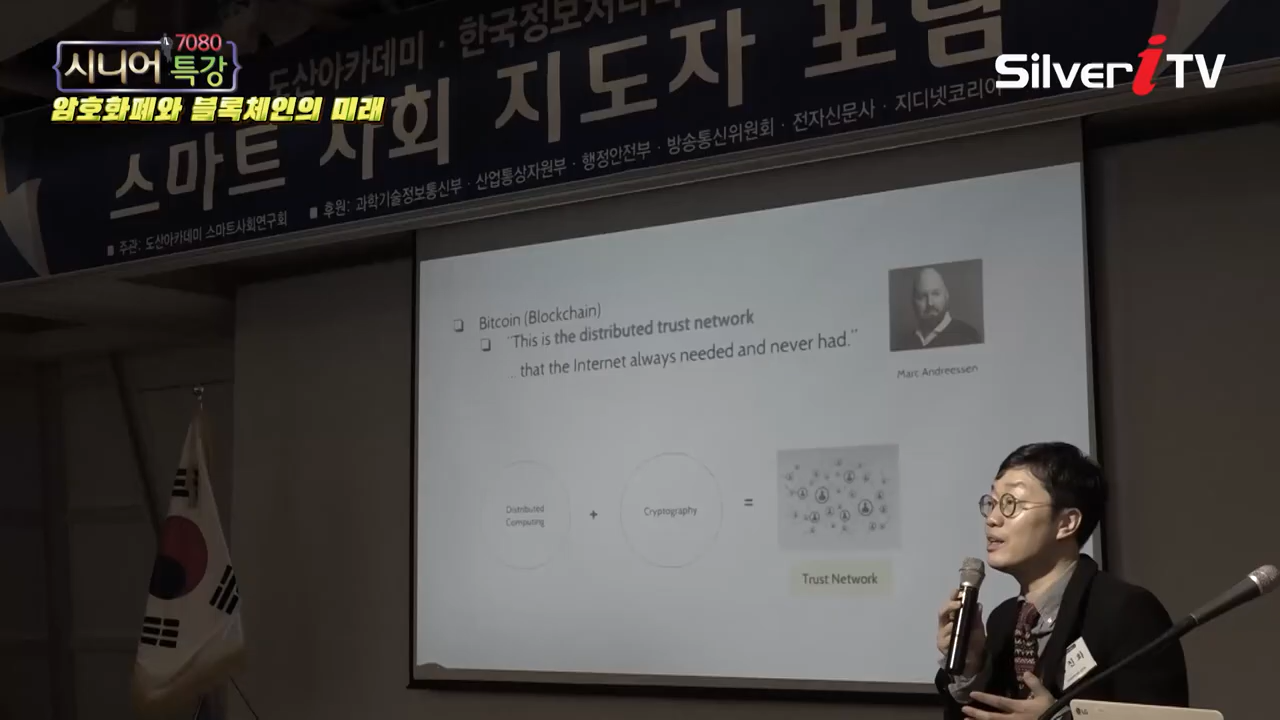 7080
시니어 특강
암호화폐와 블록체인의 미래
Silver i TV
도산아카데미 · 한국정보처리
스마트 사회 지도자 포럼
■ 주관: 도산아카데미 스마트사회연구회 ■ 후원: 과학기술정보통신부 · 산업통상자원부 · 행정안전부 · 방송통신위원회 · 전자신문사 · 지디넷코리아
❑ Bitcoin (Blockchain)
❑ "This is the distributed trust network
... that the Internet always needed and never had."
Marc Andreessen
Distributed
Computing
+
Cryptography
=
Trust Network
진화
LG